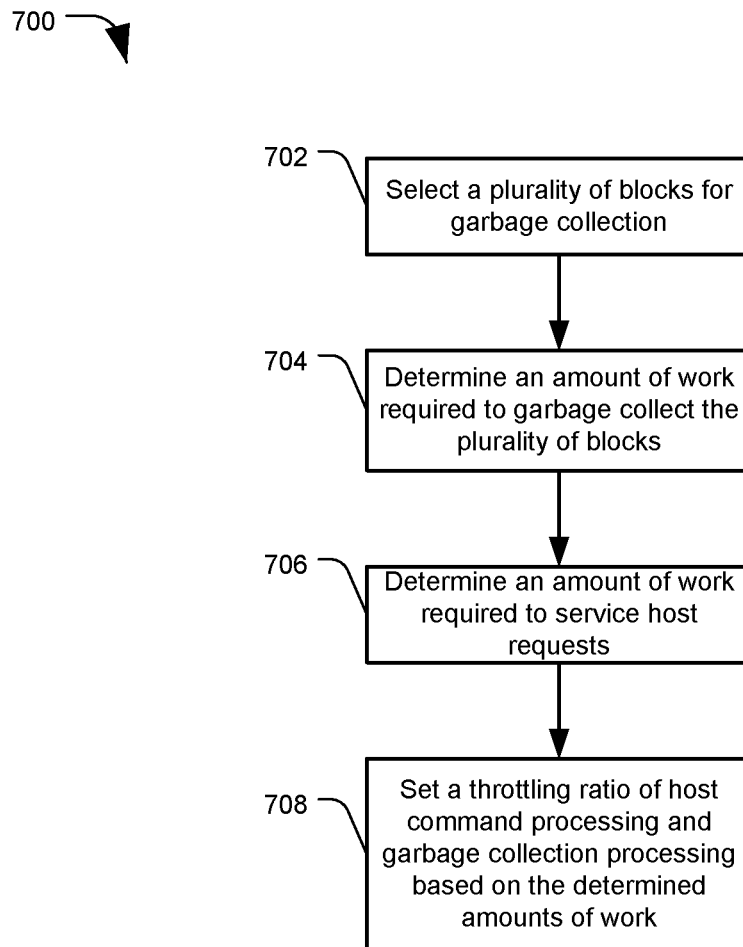 700
702
Select a plurality of blocks for
garbage collection
704
Determine an amount of work
required to garbage collect the
plurality of blocks
706
Determine an amount of work
required to service host
requests
708
Set a throttling ratio of host
command processing and
garbage collection processing
based on the determined
amounts of work